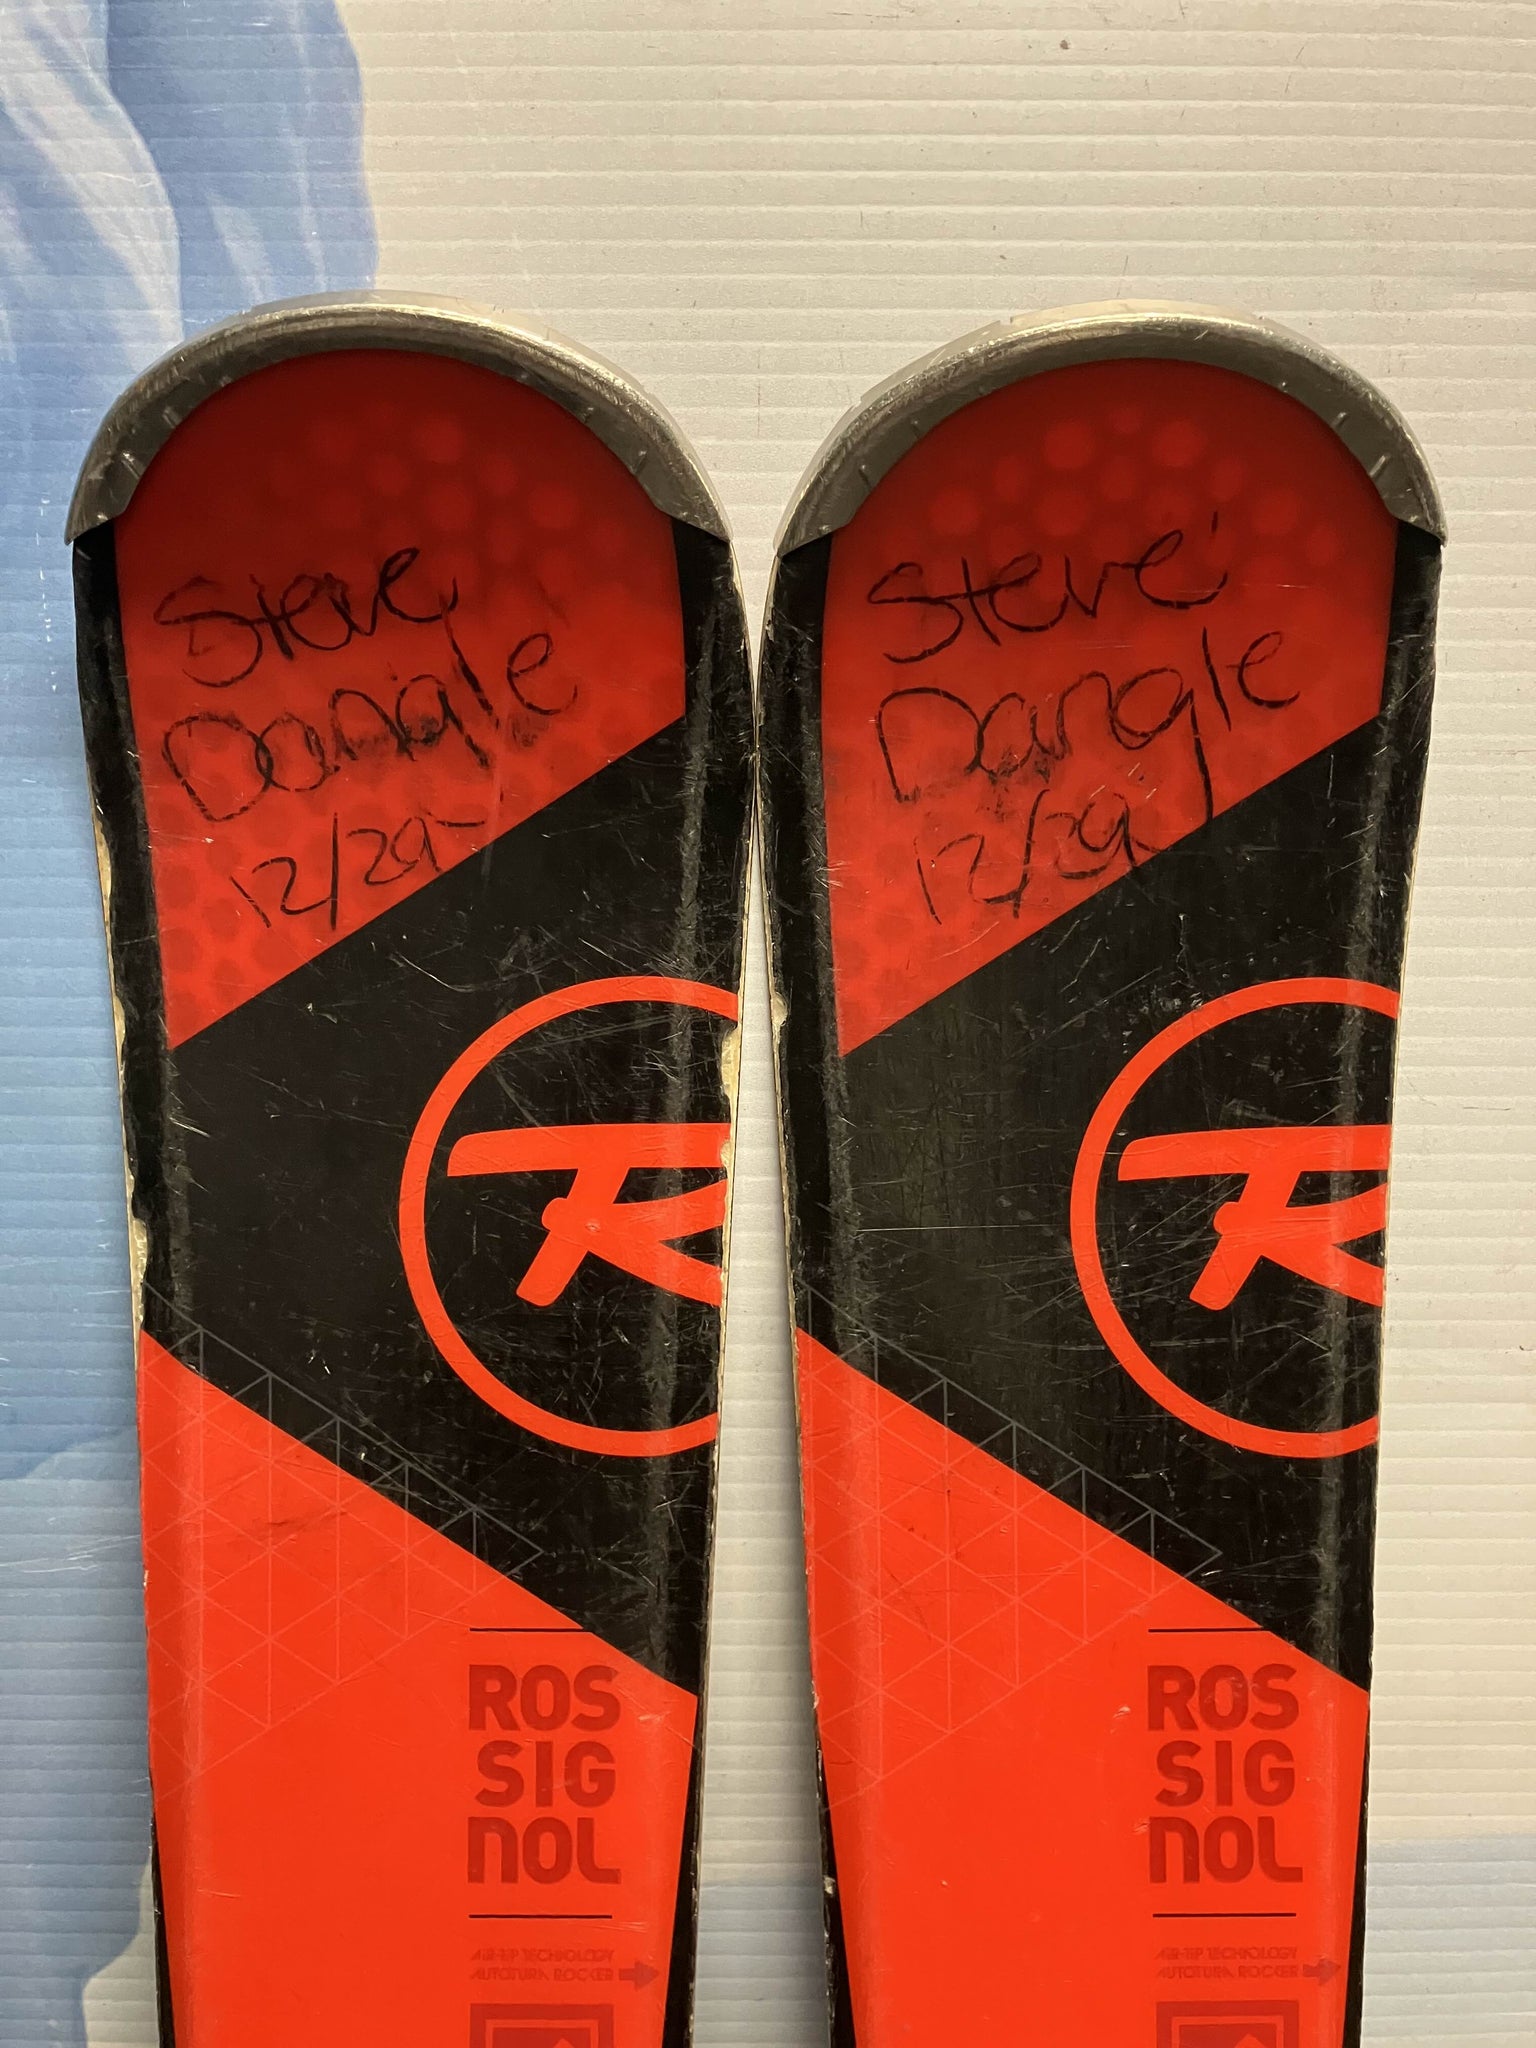 Steve
Dangle
12/29
R
ROS
SIG
NOL
AIR-TIP TECHNOLOGY
AUTOTURN ROCKER
Steve
Dangle
12/29
R
ROS
SIG
NOL
AIR-TIP TECHNOLOGY
AUTOTURN ROCKER